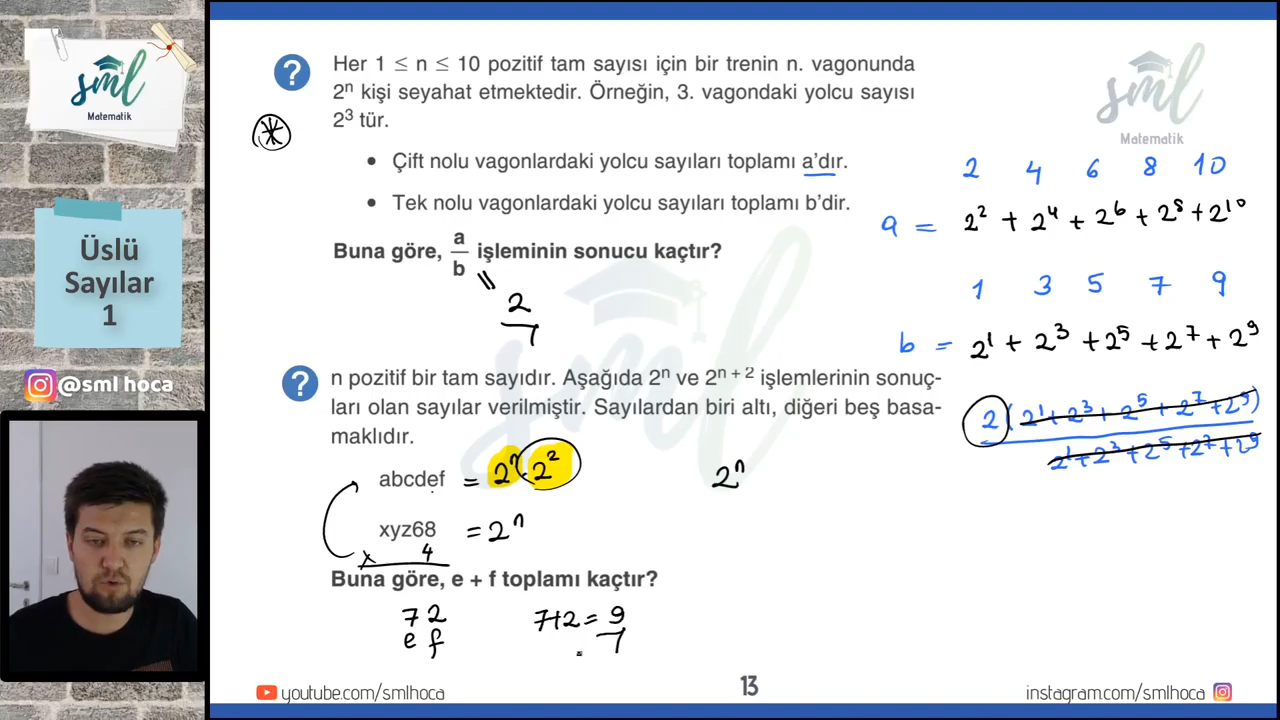 sml
Matematik
Üslü
Sayılar
1
@sml hoca
? Her 1 ≤ n ≤ 10 pozitif tam sayısı için bir trenin n. vagonunda
2ⁿ kişi seyahat etmektedir. Örneğin, 3. vagondaki yolcu sayısı
2³ tür.
• Çift nolu vagonlardaki yolcu sayıları toplamı a'dır.
• Tek nolu vagonlardaki yolcu sayıları toplamı b'dir.
Buna göre, a/b işleminin sonucu kaçtır?
2
sml
Matematik
2 4 6 8 10
a = 2² + 2⁴ + 2⁶ + 2⁸ + 2¹⁰
1 3 5 7 9
b = 2¹ + 2³ + 2⁵ + 2⁷ + 2⁹
2 (2¹ + 2³ + 2⁵ + 2⁷ + 2⁹)
2¹ + 2³ + 2⁵ + 2⁷ + 2⁹
? n pozitif bir tam sayıdır. Aşağıda 2ⁿ ve 2ⁿ⁺² işlemlerinin sonuç-
ları olan sayılar verilmiştir. Sayılardan biri altı, diğeri beş basa-
maklıdır.
abcdef = 2ⁿ · 2²
2ⁿ
xyz68 = 2ⁿ
x 4
Buna göre, e + f toplamı kaçtır?
7 2 7+2 = 9
e f
youtube.com/smlhoca
13
instagram.com/smlhoca